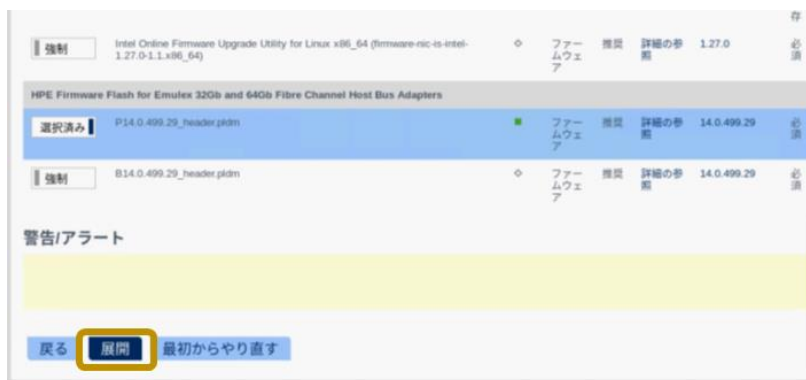 存
強制 Intel Online Firmware Upgrade Utility for Linux x86_64 (firmware-nic-is-intel- ファー 推奨 詳細の参 1.27.0 必
1.27.0-1.1.x86_64) ムウェ 照 須
ア
HPE Firmware Flash for Emulex 32Gb and 64Gb Fibre Channel Host Bus Adapters
選択済み P14.0.499.29_header.pldm ファー 推奨 詳細の参 14.0.499.29 必
ムウェ 照 須
ア
強制 B14.0.499.29_header.pldm ファー 推奨 詳細の参 14.0.499.29 必
ムウェ 照 須
ア
警告/アラート
戻る 展開 最初からやり直す